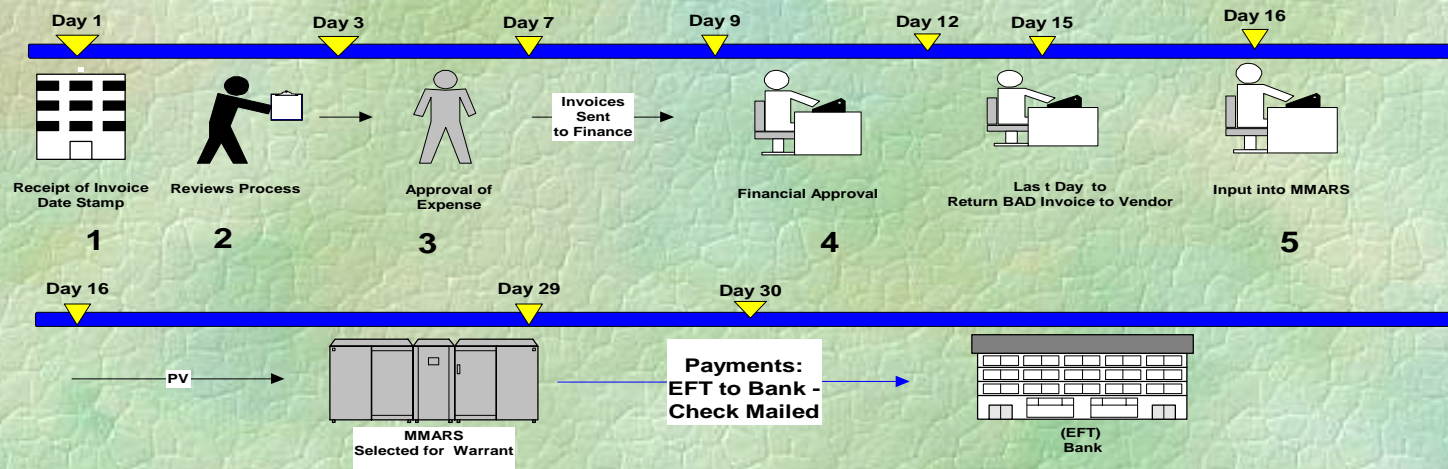 Day 1
Day 3
Day 7
Day 9
Day 12
Day 15
Day 16
Invoices
Sent
to Finance
Receipt of Invoice
Date Stamp
Reviews Process
Approval of
Expense
Financial Approval
Las t Day to
Return BAD Invoice to Vendor
Input into MMARS
1
2
3
4
5
Day 16
Day 29
Day 30
PV
Payments:
EFT to Bank -
Check Mailed
MMARS
Selected for Warrant
(EFT)
Bank